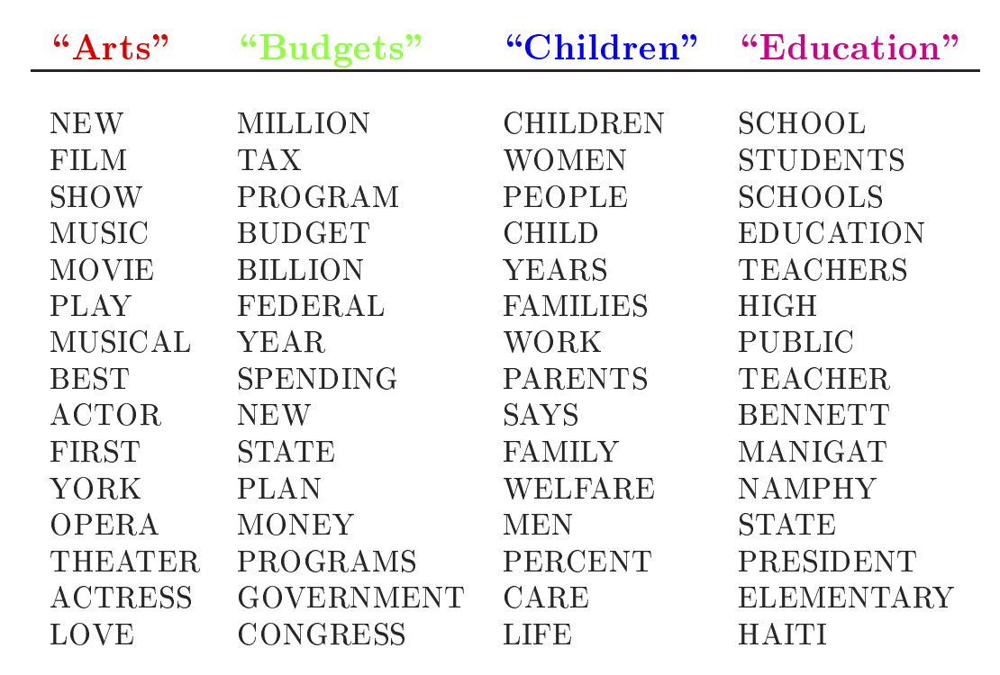 “Arts” “Budgets” “Children” “Education”
NEW MILLION CHILDREN SCHOOL
FILM TAX WOMEN STUDENTS
SHOW PROGRAM PEOPLE SCHOOLS
MUSIC BUDGET CHILD EDUCATION
MOVIE BILLION YEARS TEACHERS
PLAY FEDERAL FAMILIES HIGH
MUSICAL YEAR WORK PUBLIC
BEST SPENDING PARENTS TEACHER
ACTOR NEW SAYS BENNETT
FIRST STATE FAMILY MANIGAT
YORK PLAN WELFARE NAMPHY
OPERA MONEY MEN STATE
THEATER PROGRAMS PERCENT PRESIDENT
ACTRESS GOVERNMENT CARE ELEMENTARY
LOVE CONGRESS LIFE HAITI